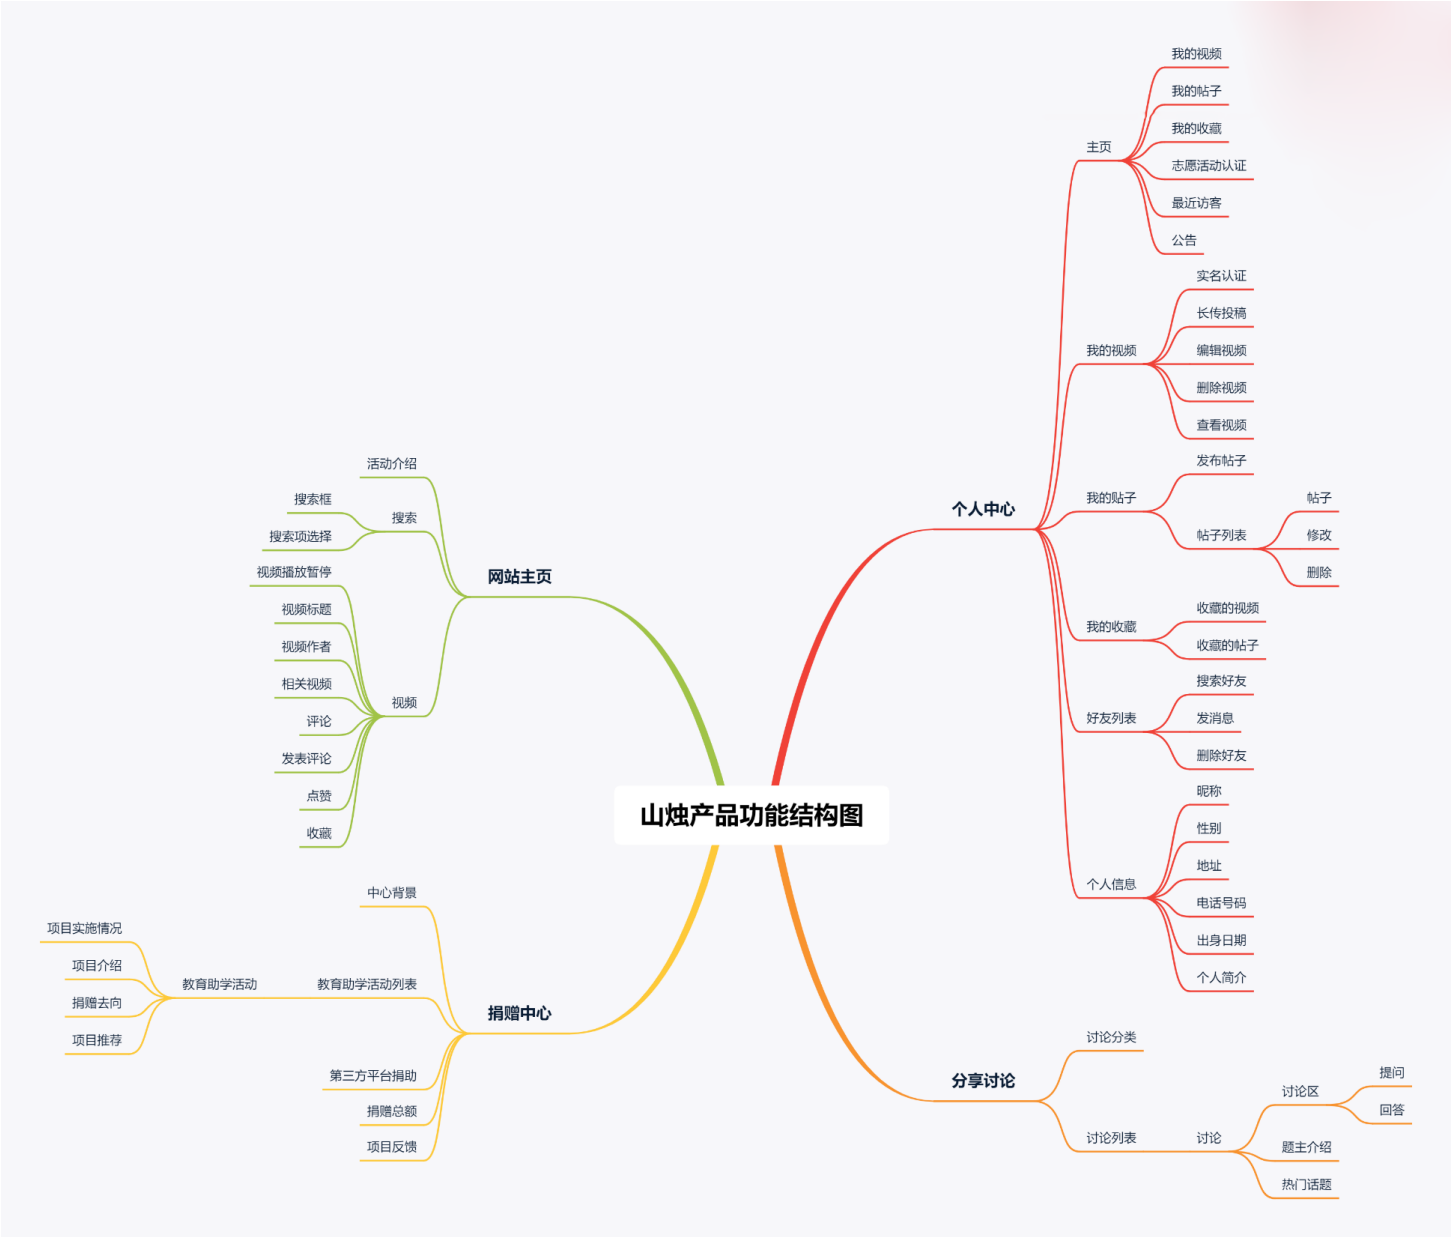 山烛产品功能结构图
个人中心
主页
我的视频
我的帖子
我的收藏
志愿活动认证
最近访客
公告
我的视频
实名认证
长传投稿
编辑视频
删除视频
查看视频
我的贴子
发布帖子
帖子列表
帖子
修改
删除
我的收藏
收藏的视频
收藏的帖子
好友列表
搜索好友
发消息
删除好友
个人信息
昵称
性别
地址
电话号码
出身日期
个人简介
分享讨论
讨论分类
讨论列表
讨论
讨论区
提问
回答
题主介绍
热门话题
网站主页
活动介绍
搜索
搜索框
搜索项选择
视频
视频播放暂停
视频标题
视频作者
相关视频
评论
发表评论
点赞
收藏
捐赠中心
中心背景
教育助学活动列表
教育助学活动
项目实施情况
项目介绍
捐赠去向
项目推荐
第三方平台捐助
捐赠总额
项目反馈